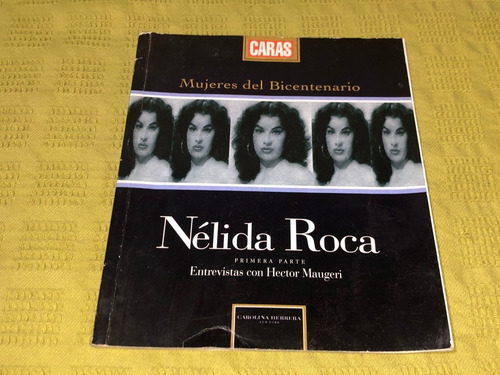 CARAS
Mujeres del Bicentenario
Nélida Roca
PRIMERA PARTE
Entrevistas con Hector Maugeri
CAROLINA HERRERA
NEW YORK